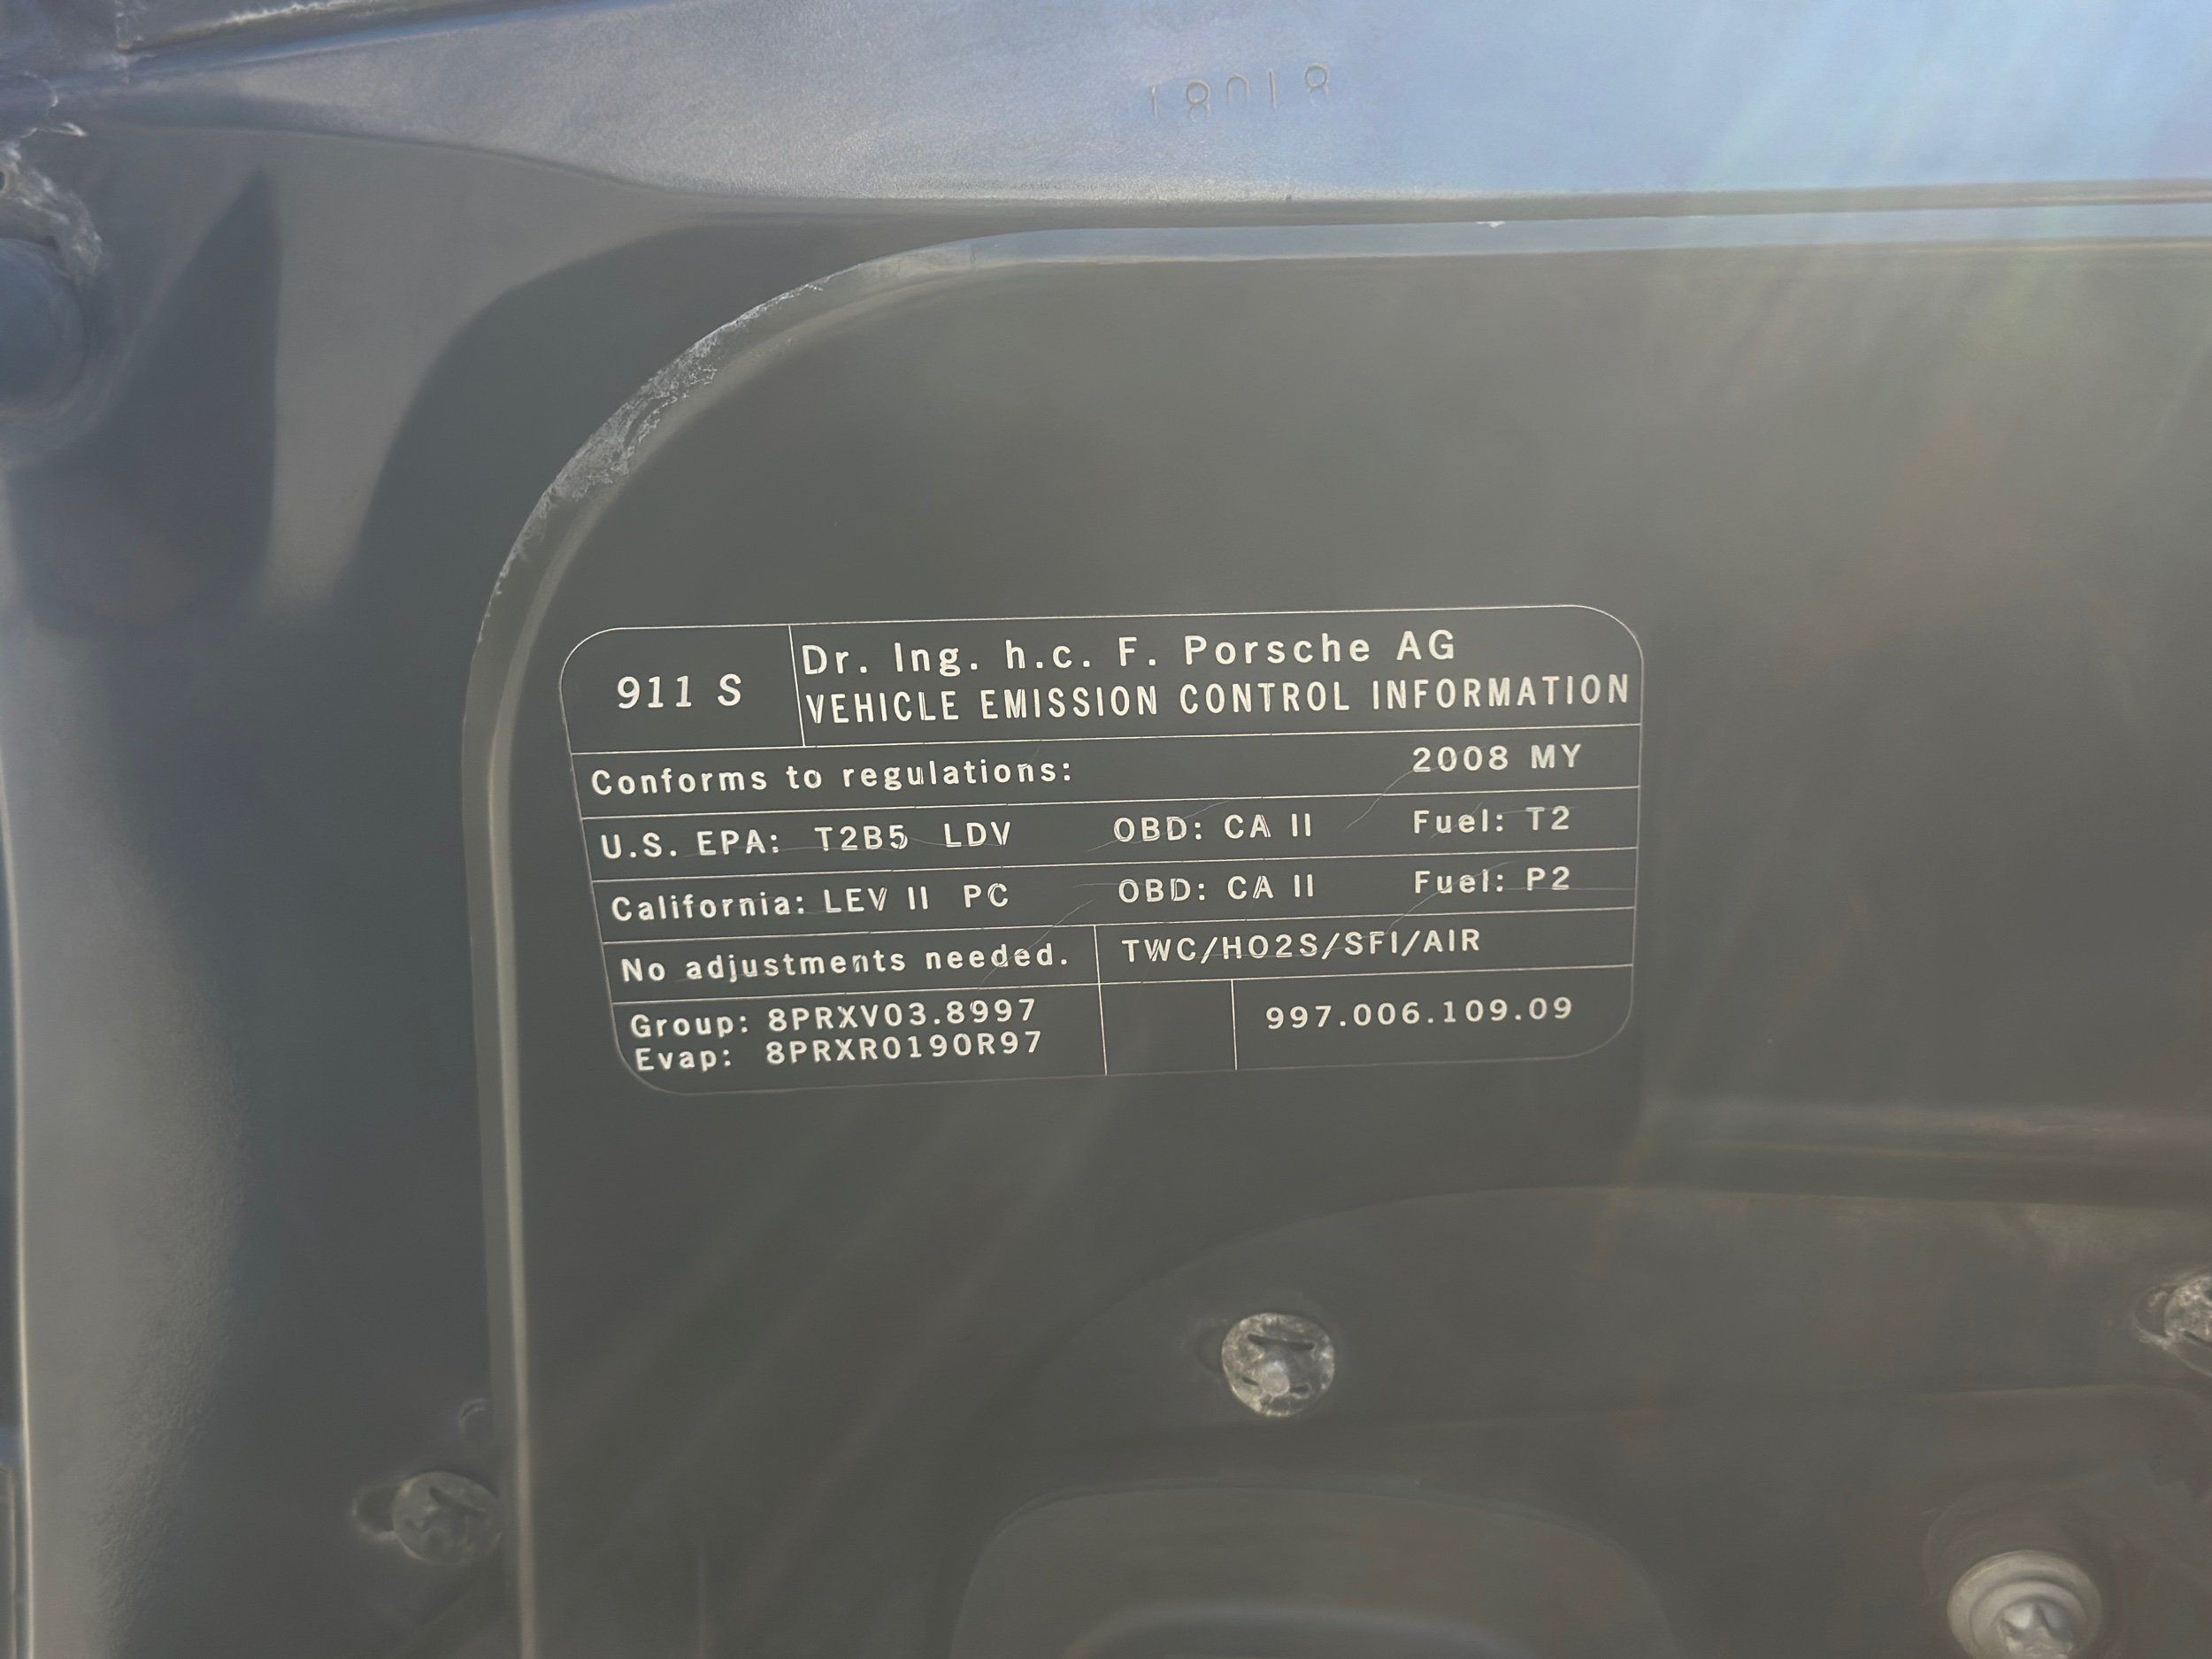 18018
911 S
Dr. Ing. h.c. F. Porsche AG
VEHICLE EMISSION CONTROL INFORMATION
Conforms to regulations: 2008 MY
U.S. EPA: T2B5 LDV OBD: CA II Fuel: T2
California: LEV II PC OBD: CA II Fuel: P2
No adjustments needed. TWC/HO2S/SFI/AIR
Group: 8PRXV03.8997
Evap: 8PRXR0190R97
997.006.109.09